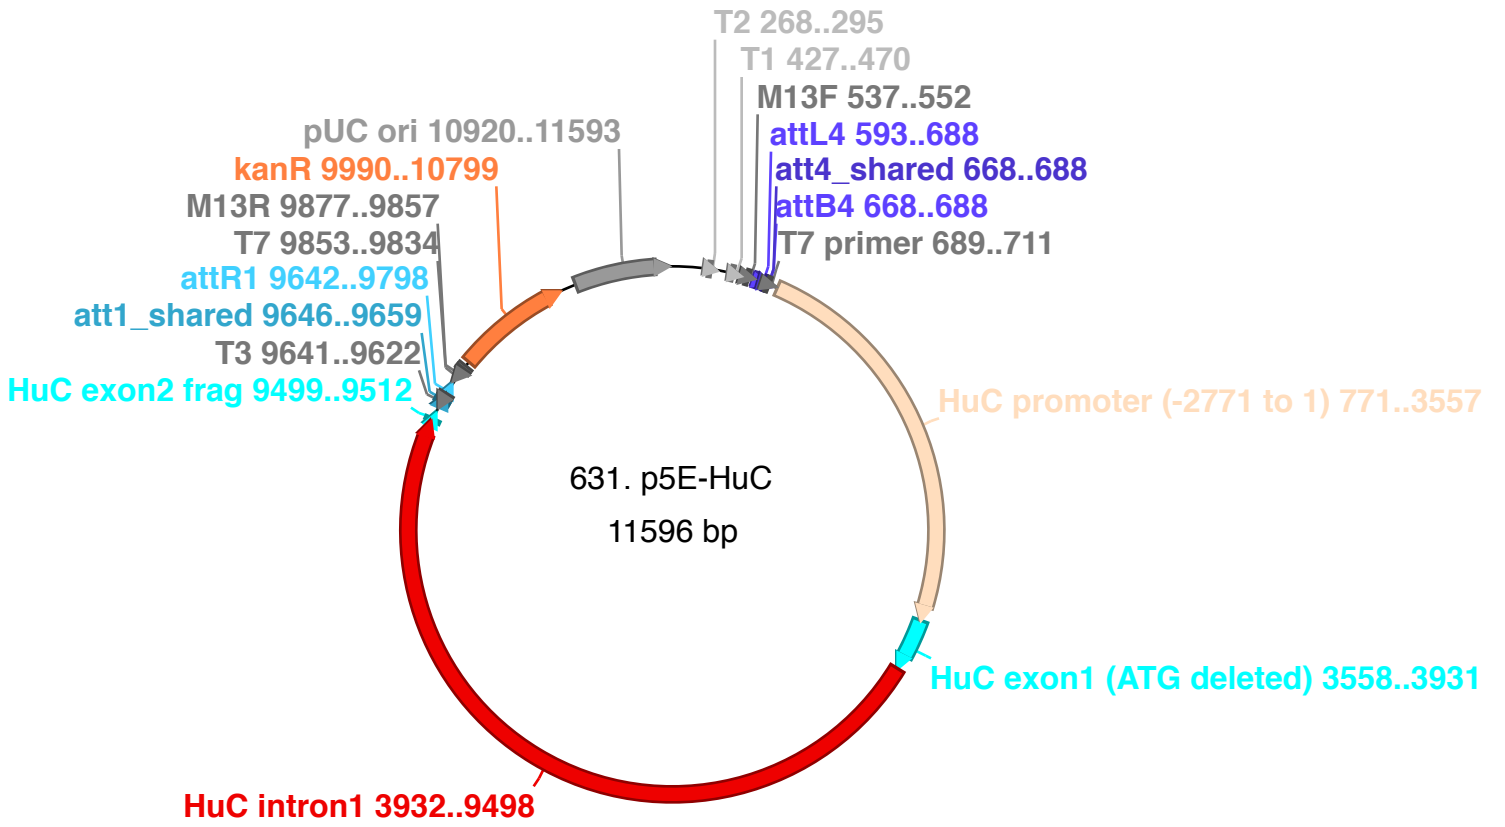 T2 268..295
T1 427..470
M13F 537..552
pUC ori 10920..11593
attL4 593..688
kanR 9990..10799
att4_shared 668..688
M13R 9877..9857
attB4 668..688
T7 9853..9834
T7 primer 689..711
attR1 9642..9798
att1_shared 9646..9659
T3 9641..9622
HuC exon2 frag 9499..9512
HuC promoter (-2771 to 1) 771..3557
631. p5E-HuC
11596 bp
HuC exon1 (ATG deleted) 3558..3931
HuC intron1 3932..9498